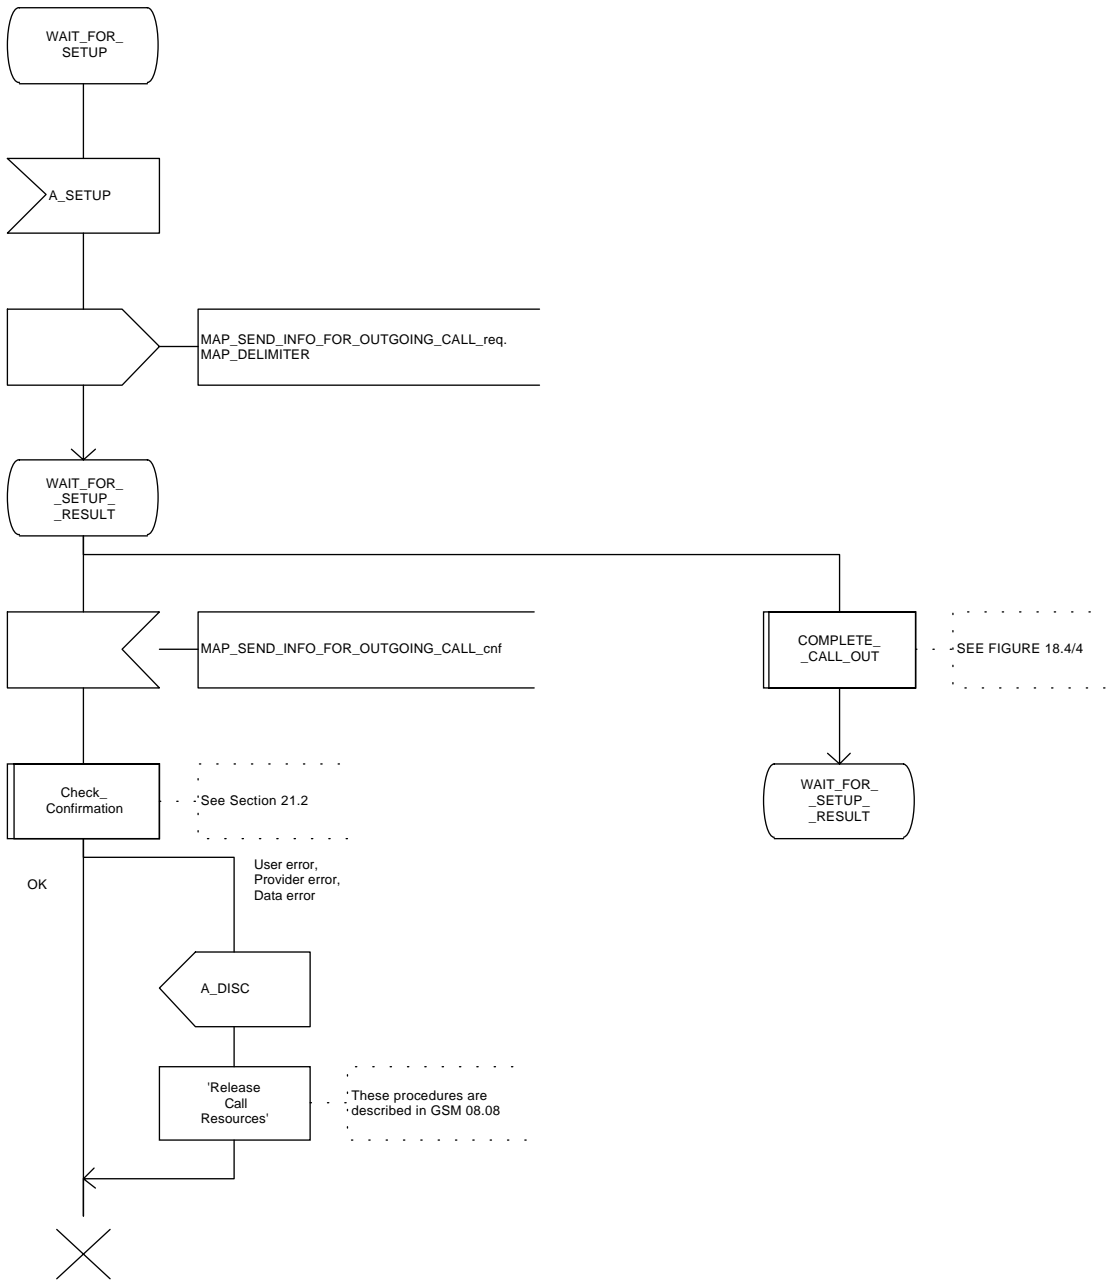 WAIT_FOR_
SETUP
A_SETUP
MAP_SEND_INFO_FOR_OUTGOING_CALL_req.
MAP_DELIMITER
WAIT_FOR_
_SETUP_
_RESULT
MAP_SEND_INFO_FOR_OUTGOING_CALL_cnf
COMPLETE_
_CALL_OUT
SEE FIGURE 18.4/4
Check_
Confirmation
See Section 21.2
WAIT_FOR_
_SETUP_
_RESULT
OK
User error,
Provider error,
Data error
A_DISC
'Release
Call
Resources'
These procedures are
described in GSM 08.08